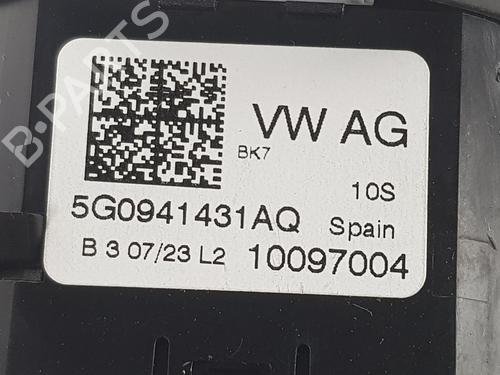 B-PARTS
VW AG
BK7
10S
5G0941431AQ Spain
B 3 07/23 L2 10097004